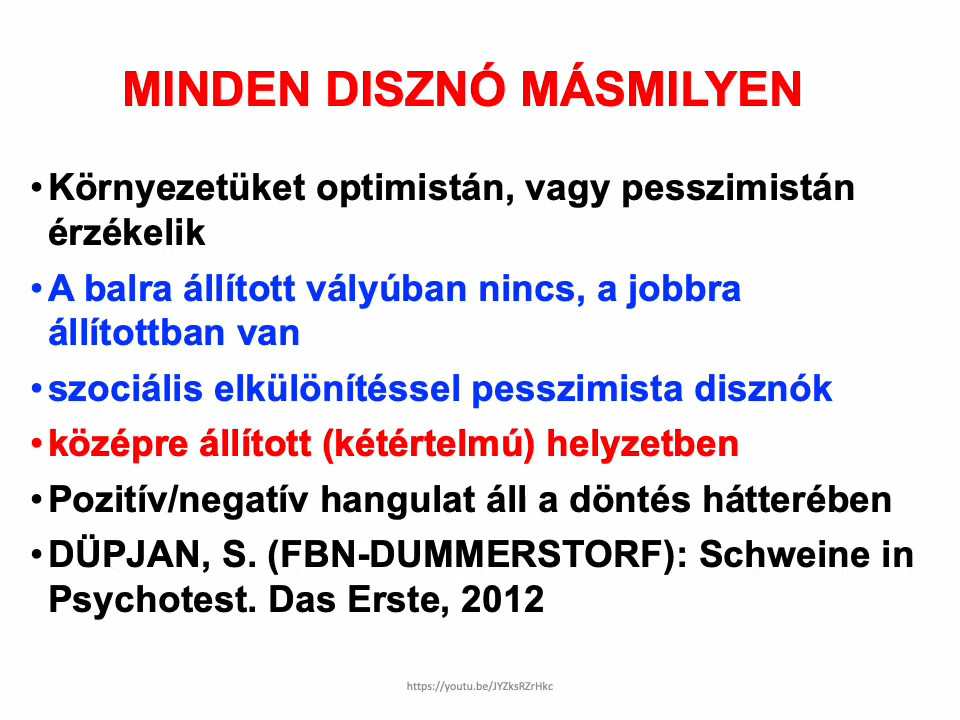 MINDEN DISZNÓ MÁSMILYEN
• Környezetüket optimistán, vagy pesszimistán
érzékelik
• A balra állított vályúban nincs, a jobbra
állítottban van
• szociális elkülönítéssel pesszimista disznók
• középre állított (kétértelmú) helyzetben
• Pozitív/negatív hangulat áll a döntés hátterében
• DÜPJAN, S. (FBN-DUMMERSTORF): Schweine in
Psychotest. Das Erste, 2012
https://youtu.be/JYZksRZrHkc